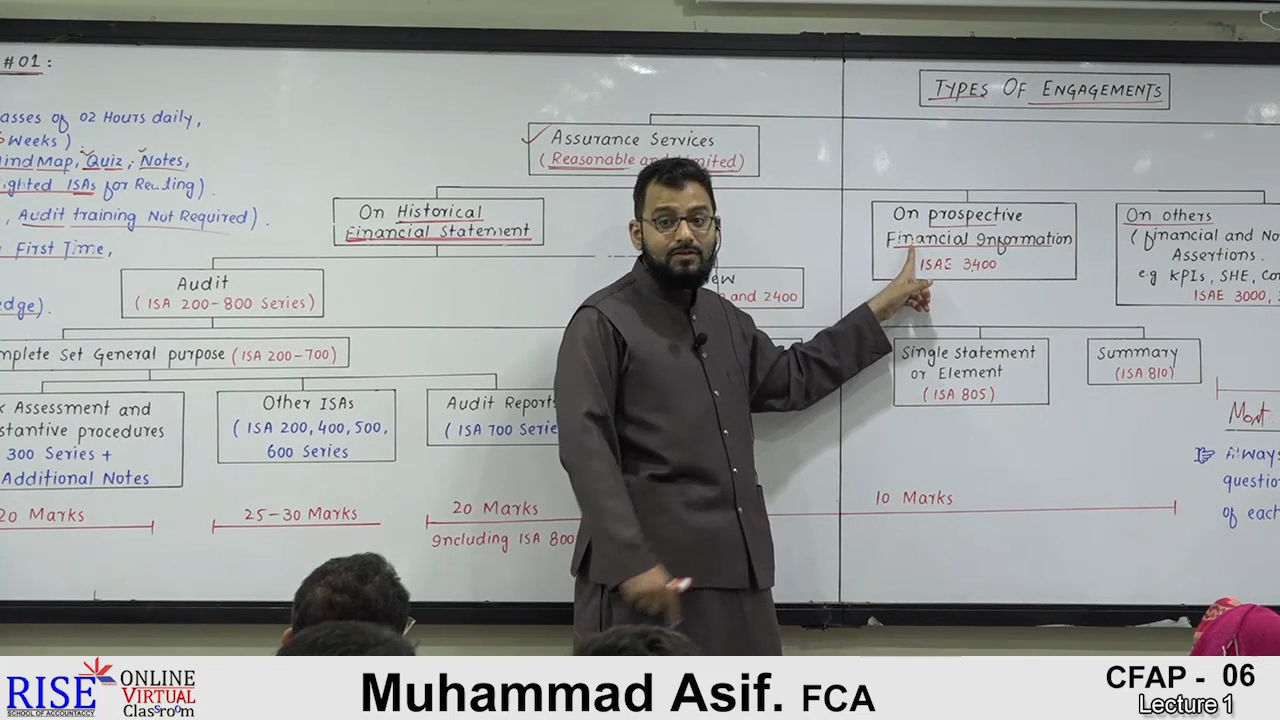 #01:
TYPES OF ENGAGEMENTS
asses of 02 Hours daily,
Weeks)
ind Map, Quiz, Notes,
ighted ISAs for Reading).
, Audit training Not Required).
First Time,
edge).
Assurance Services
(Reasonable and Limited)
On Historical
Financial Statement
On prospective
Financial Information
ISAE 3400
On others
(financial and No
Assertions.
e.g KPIs, SHE, Co
ISAE 3000,
Audit
(ISA 200-800 Series)
ew
and 2400
mplete Set General purpose (ISA 200-700)
Single Statement
or Element
(ISA 805)
Summary
(ISA 810)
k Assessment and
stantive procedures
300 Series +
Additional Notes
Other ISAs
(ISA 200, 400, 500,
600 Series
Audit Reports
(ISA 700 Serie
20 Marks
25-30 Marks
20 Marks
Including ISA 800
10 Marks
Always
question
of each
RISE
SCHOOL OF ACCOUNTANCY
ONLINE
VIRTUAL
Classroom
Muhammad Asif. FCA
CFAP - 06
Lecture 1